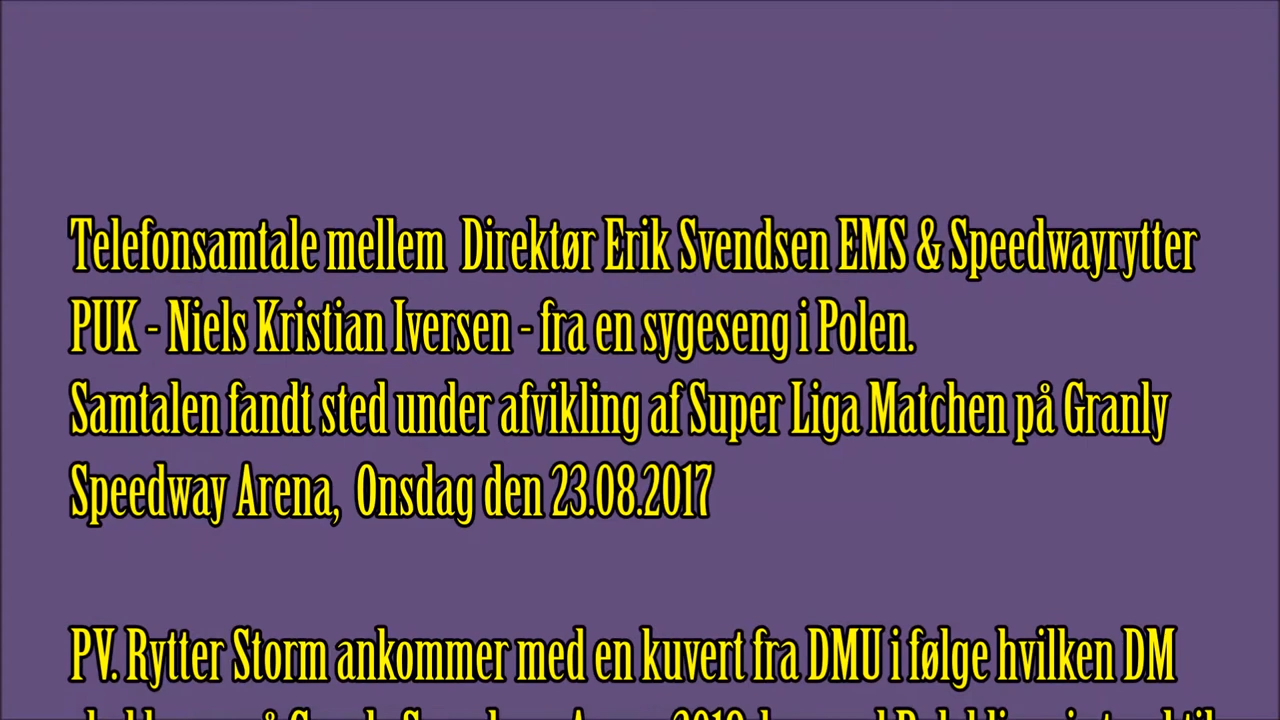 Telefonsamtale mellem Direktør Erik Svendsen EMS & Speedwayrytter
PUK - Niels Kristian Iversen - fra en sygeseng i Polen.
Samtalen fandt sted under afvikling af Super Liga Matchen på Granly
Speedway Arena, Onsdag den 23.08.2017
PV. Rytter Storm ankommer med en kuvert fra DMU i følge hvilken DM